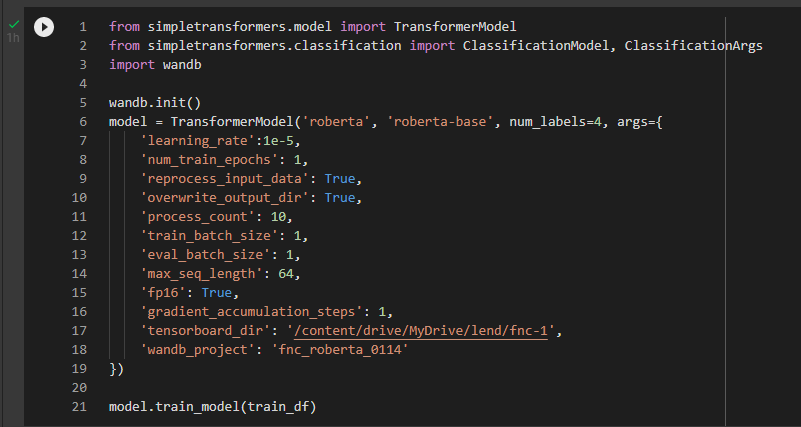 1h
1 from simpletransformers.model import TransformerModel
2 from simpletransformers.classification import ClassificationModel, ClassificationArgs
3 import wandb
4
5 wandb.init()
6 model = TransformerModel('roberta', 'roberta-base', num_labels=4, args={
7     'learning_rate':1e-5,
8     'num_train_epochs': 1,
9     'reprocess_input_data': True,
10     'overwrite_output_dir': True,
11     'process_count': 10,
12     'train_batch_size': 1,
13     'eval_batch_size': 1,
14     'max_seq_length': 64,
15     'fp16': True,
16     'gradient_accumulation_steps': 1,
17     'tensorboard_dir': '/content/drive/MyDrive/lend/fnc-1',
18     'wandb_project': 'fnc_roberta_0114'
19 })
20
21 model.train_model(train_df)